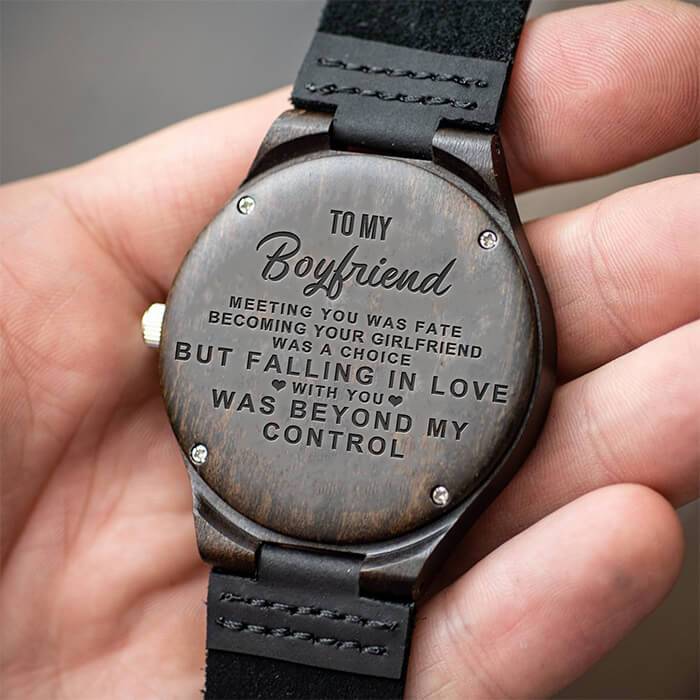 TO MY
Boyfriend
MEETING YOU WAS FATE
BECOMING YOUR GIRLFRIEND
WAS A CHOICE
BUT FALLING IN LOVE
WITH YOU
WAS BEYOND MY
CONTROL